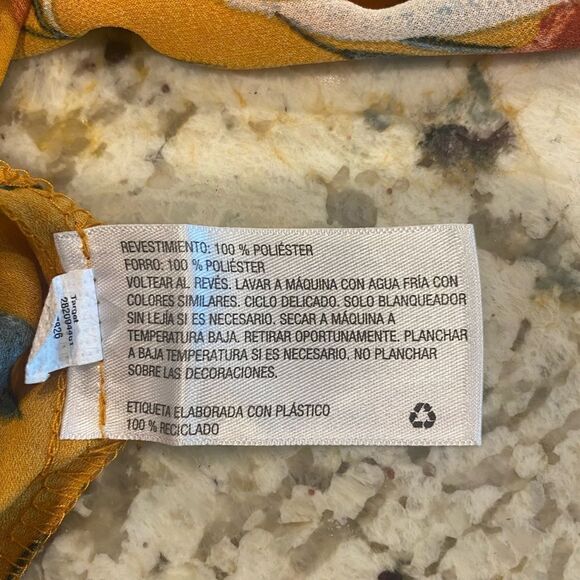 REVESTIMIENTO: 100 % POLIÉSTER
FORRO: 100 % POLIÉSTER
VOLTEAR AL REVÉS. LAVAR A MÁQUINA CON AGUA FRÍA CON
COLORES SIMILARES. CICLO DELICADO. SOLO BLANQUEADOR
SIN LEJÍA SI ES NECESARIO. SECAR A MÁQUINA A
TEMPERATURA BAJA. RETIRAR OPORTUNAMENTE. PLANCHAR
A BAJA TEMPERATURA SI ES NECESARIO. NO PLANCHAR
SOBRE LAS DECORACIONES.
ETIQUETA ELABORADA CON PLÁSTICO
100 % RECICLADO
Target